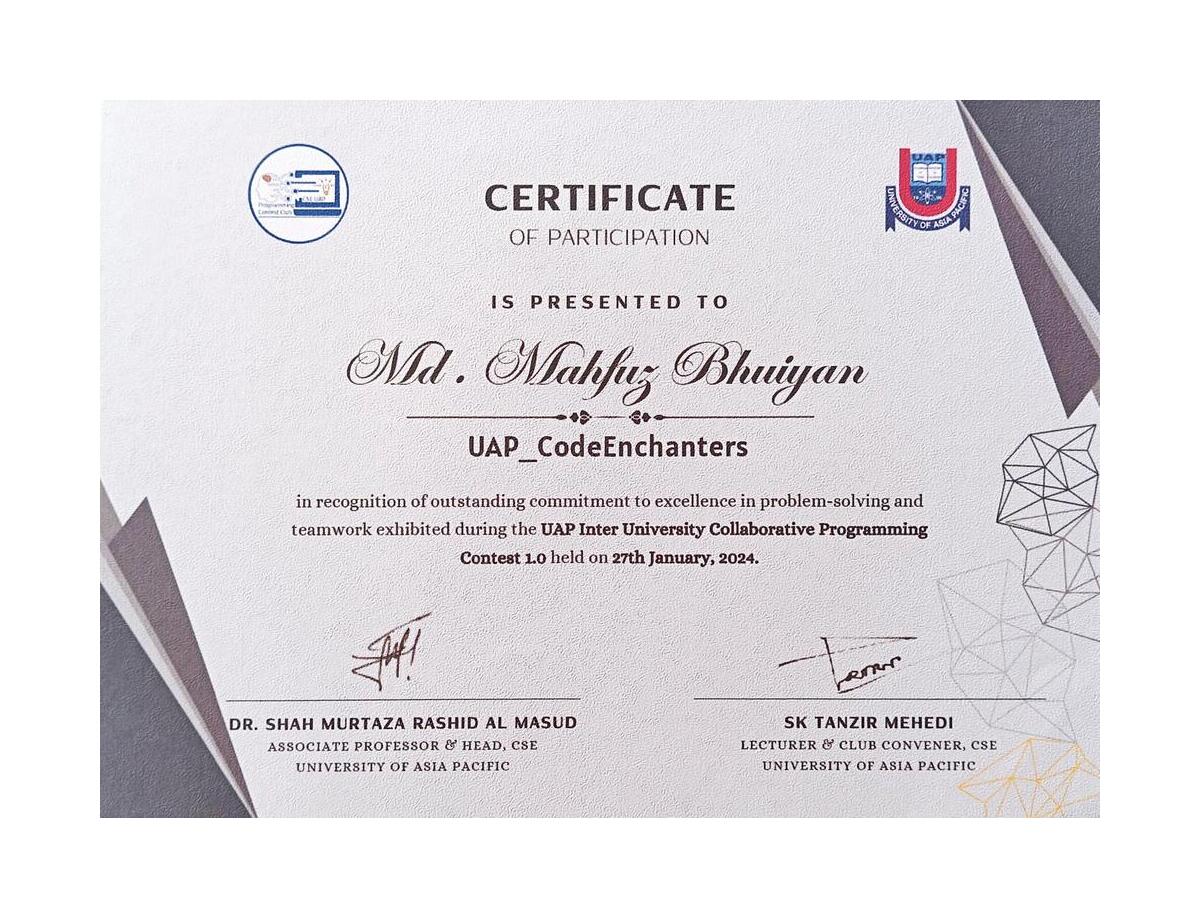 Programming
Contest Club
CSE UAP
UAP
UNIVERSITY OF ASIA PACIFIC
CERTIFICATE
OF PARTICIPATION
IS PRESENTED TO
Md. Mahfuz Bhuiyan
UAP_CodeEnchanters
in recognition of outstanding commitment to excellence in problem-solving and
teamwork exhibited during the UAP Inter University Collaborative Programming
Contest 1.0 held on 27th January, 2024.
DR. SHAH MURTAZA RASHID AL MASUD
ASSOCIATE PROFESSOR & HEAD, CSE
UNIVERSITY OF ASIA PACIFIC
SK TANZIR MEHEDI
LECTURER & CLUB CONVENER, CSE
UNIVERSITY OF ASIA PACIFIC